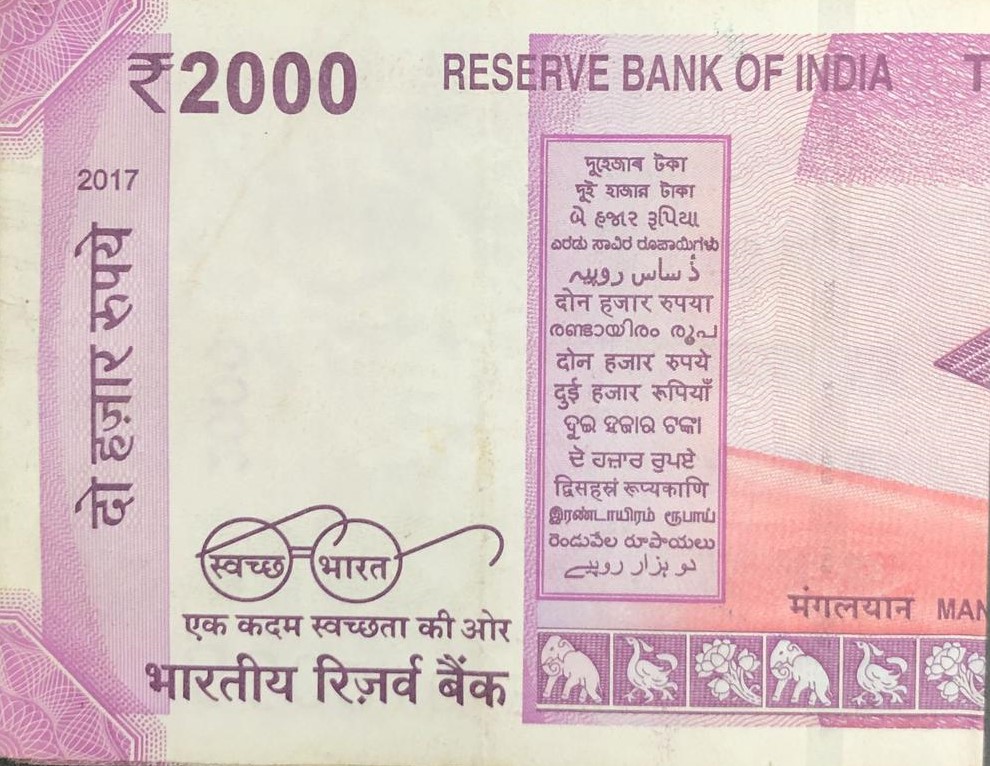 ₹2000
RESERVE BANK OF INDIA
2017
दो हज़ार रुपये
দুহেজাৰ টকা
দুই হাজার টাকা
બે હજાર રૂપિયા
ಎರಡು ಸಾವಿರ ರೂಪಾಯಿಗಳು
زٕ ساس روپیہ
दोन हजार रुपया
രണ്ടായിരം രൂപ
दोन हजार रुपये
दुई हजार रूपियाँ
ଦୁଇ ହଜାର ଟଙ୍କା
ਦੋ ਹਜ਼ਾਰ ਰੁਪਏ
द्विसहस्रं रूप्यकाणि
இரண்டாயிரம் ரூபாய்
రెండువేల రూపాయలు
دو ہزار روپیے
स्वच्छ भारत
एक कदम स्वच्छता की ओर
भारतीय रिज़र्व बैंक
मंगलयान MAN